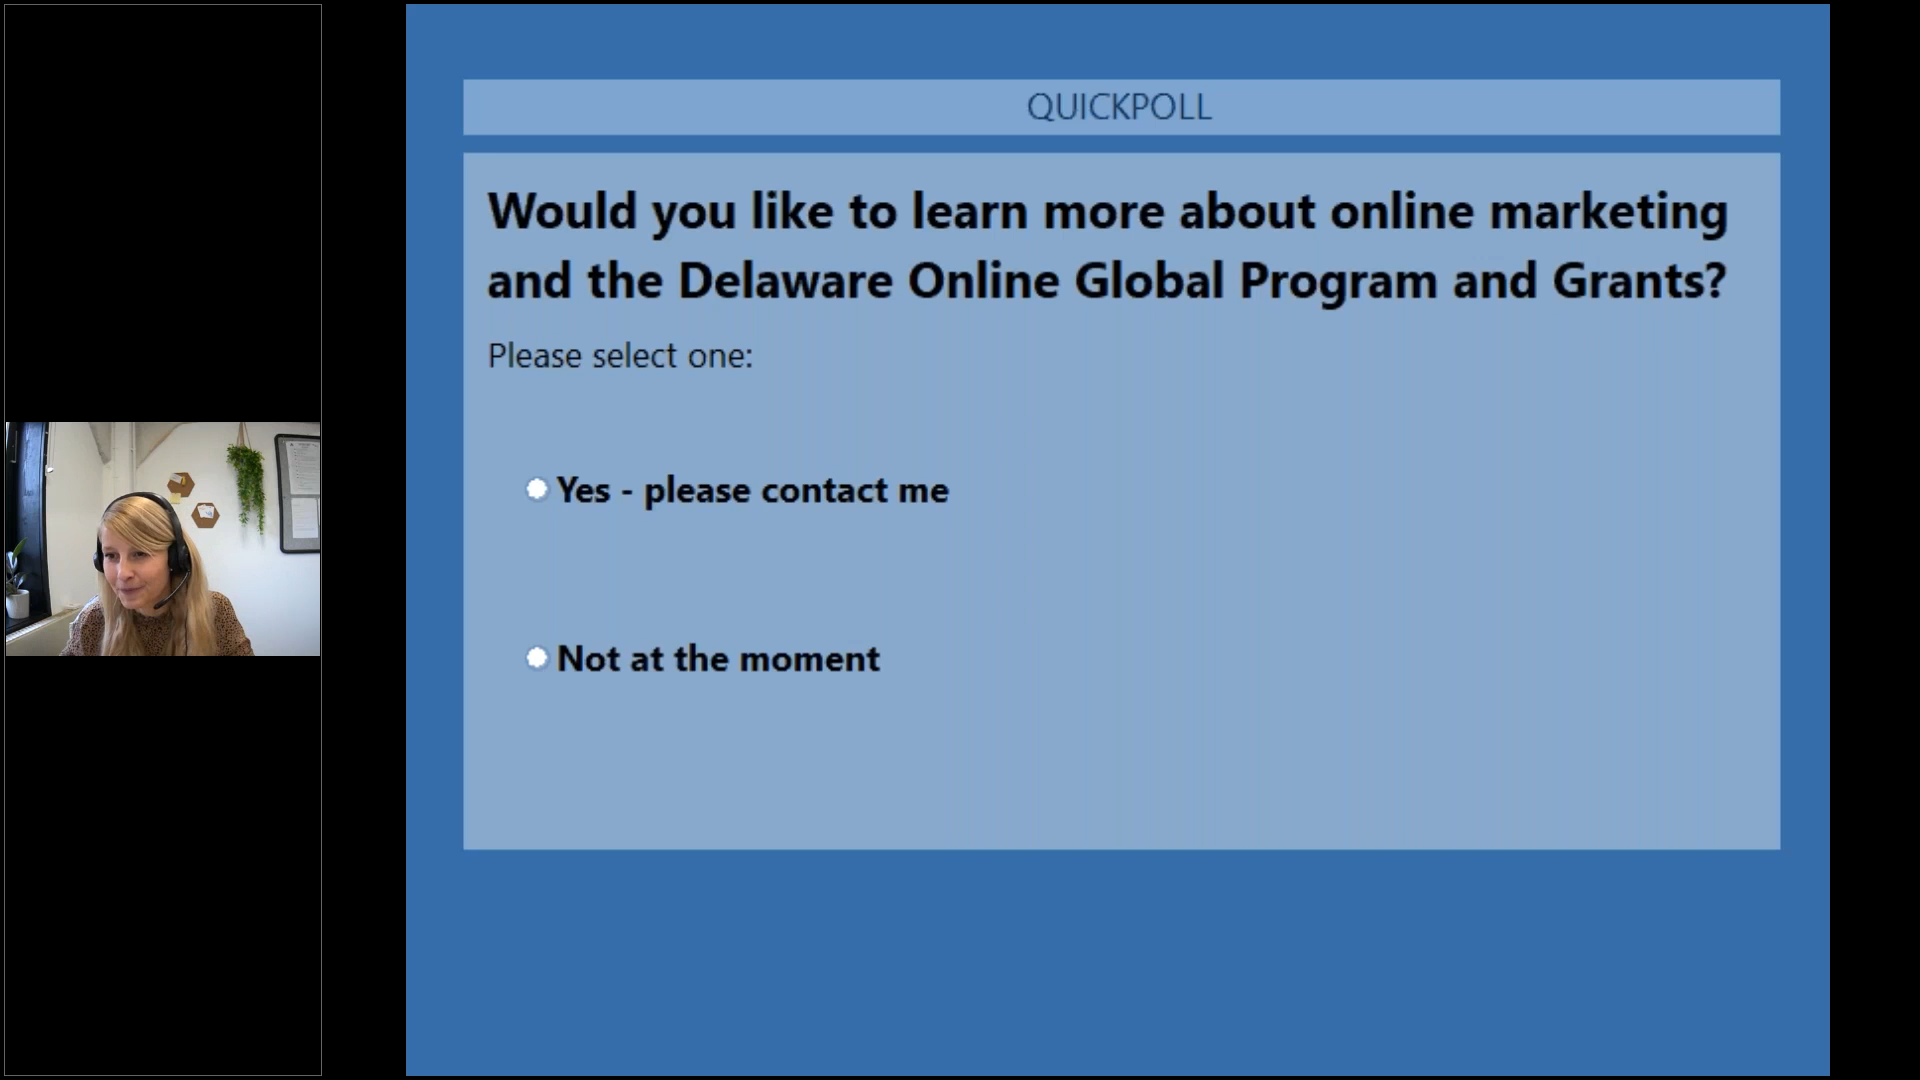 QUICKPOLL
Would you like to learn more about online marketing
and the Delaware Online Global Program and Grants?
Please select one:
Yes - please contact me
Not at the moment